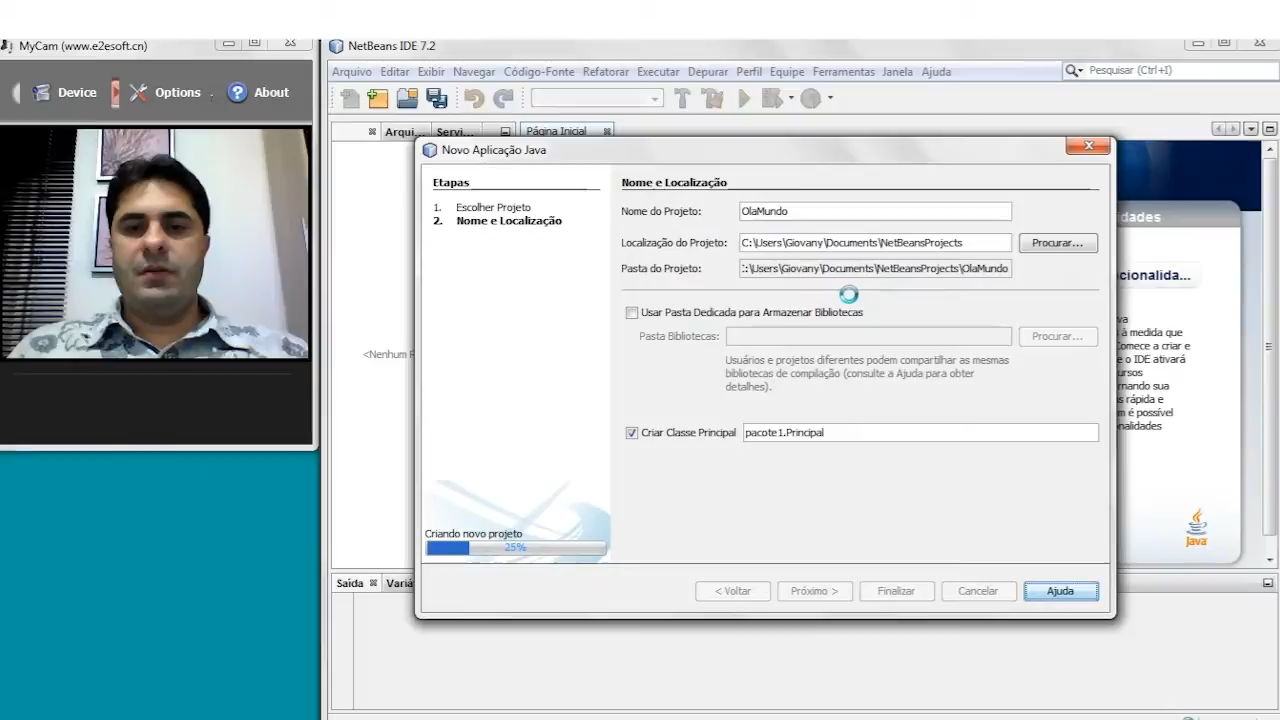 MyCam (www.e2esoft.cn)
Device
Options
About
NetBeans IDE 7.2
Arquivo Editar Exibir Navegar Código-Fonte Refatorar Executar Depurar Perfil Equipe Ferramentas Janela Ajuda
Pesquisar (Ctrl+I)
Arqui... Servi... Página Inicial
Novo Aplicação Java
Etapas
1. Escolher Projeto
2. Nome e Localização
Nome e Localização
Nome do Projeto: OlaMundo
Localização do Projeto: C:\Users\Giovany\Documents\NetBeansProjects Procurar...
Pasta do Projeto: :\Users\Giovany\Documents\NetBeansProjects\OlaMundo
Usar Pasta Dedicada para Armazenar Bibliotecas
Pasta Bibliotecas: Procurar...
Usuários e projetos diferentes podem compartilhar as mesmas
bibliotecas de compilação (consulte a Ajuda para obter
detalhes).
Criar Classe Principal pacote1.Principal
Criando novo projeto
25%
< Voltar Próximo > Finalizar Cancelar Ajuda
<Nenhum
dades
cionalida...
va
à medida que
omece a criar e
e o IDE ativará
ursos
rnando sua
s rápida e
m é possível
onalidades
Java
Saída Variá